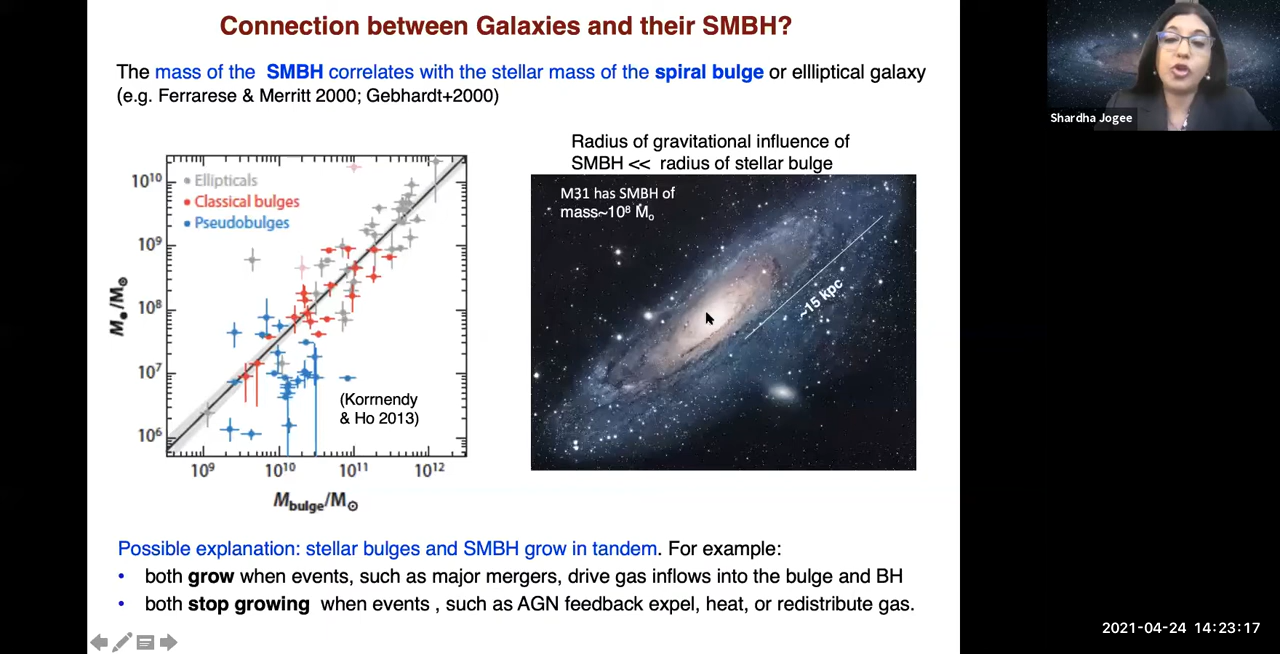 Connection between Galaxies and their SMBH?
The mass of the SMBH correlates with the stellar mass of the spiral bulge or ellliptical galaxy
(e.g. Ferrarese & Merritt 2000; Gebhardt+2000)
10¹⁰
10⁹
10⁸
10⁷
10⁶
M●/M⊙
Ellipticals
Classical bulges
Pseudobulges
(Korrnendy
& Ho 2013)
10⁹ 10¹⁰ 10¹¹ 10¹²
Mbulge/M⊙
Radius of gravitational influence of
SMBH << radius of stellar bulge
M31 has SMBH of
mass~10⁸ Mo
~15 kpc
Possible explanation: stellar bulges and SMBH grow in tandem. For example:
• both grow when events, such as major mergers, drive gas inflows into the bulge and BH
• both stop growing when events , such as AGN feedback expel, heat, or redistribute gas.
Shardha Jogee
2021-04-24 14:23:17